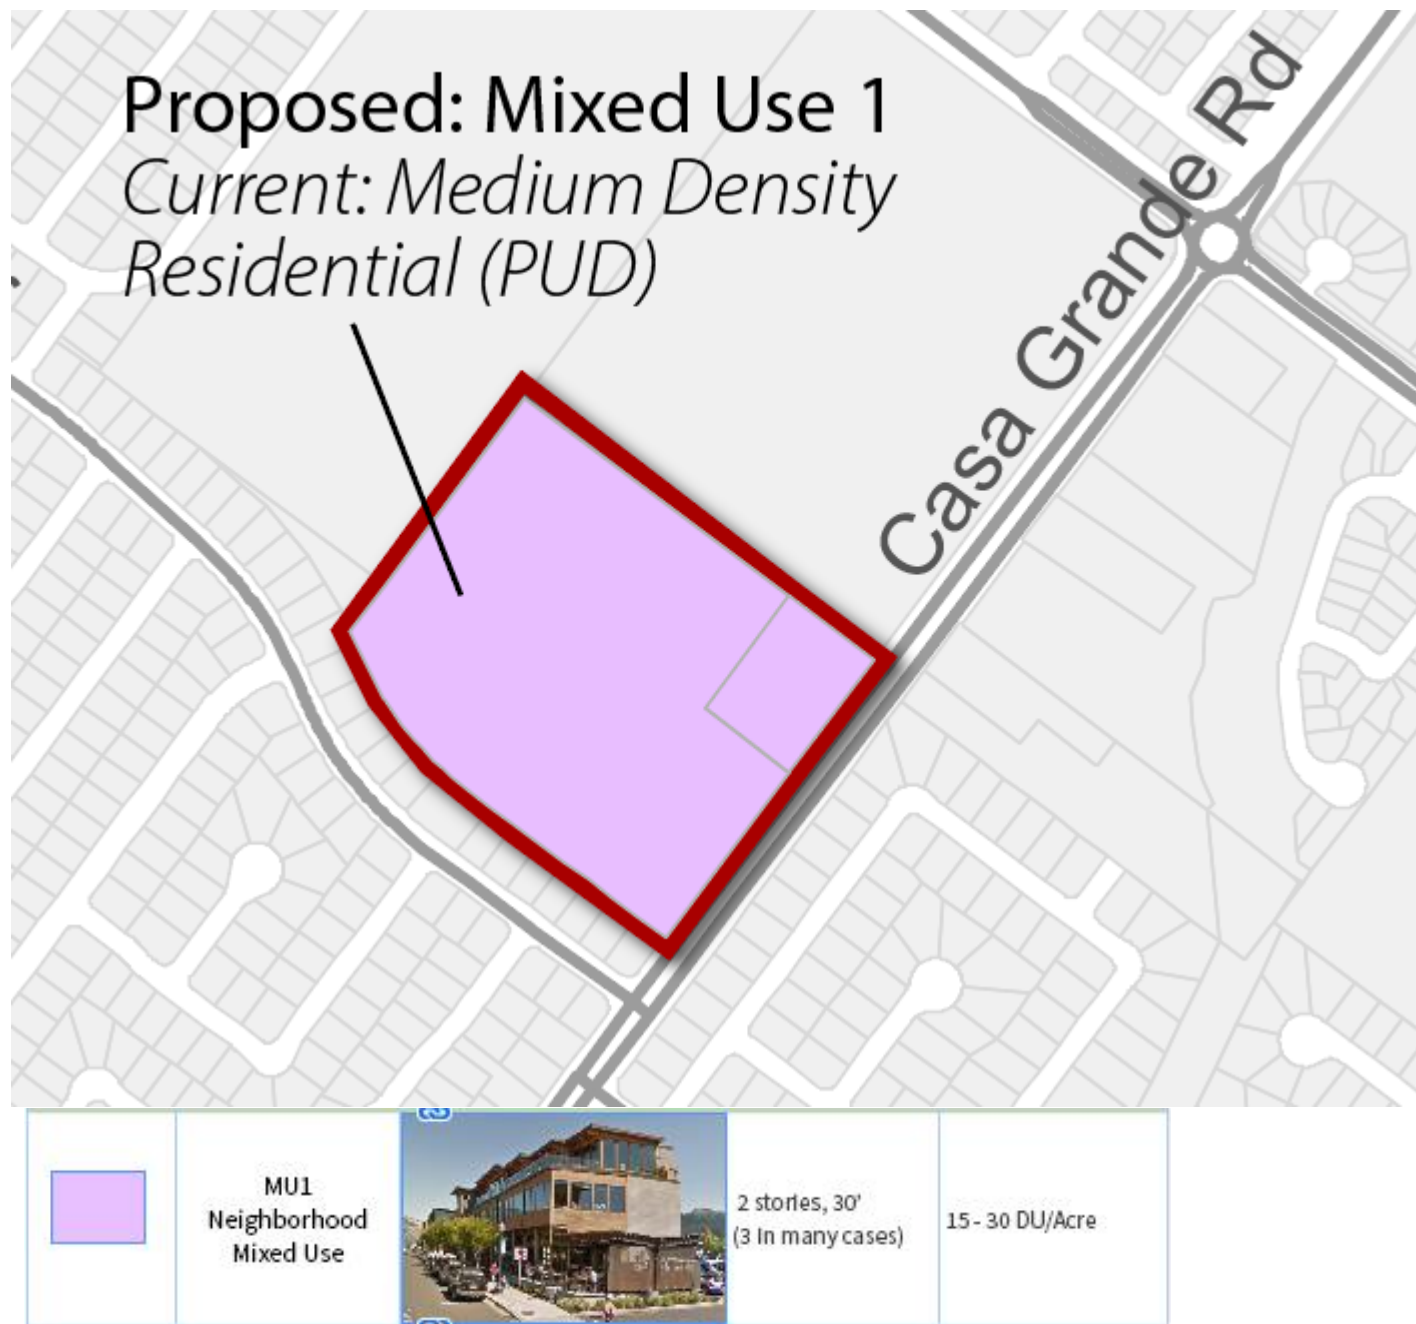 Proposed: Mixed Use 1
Current: Medium Density
Residential (PUD)
Casa Grande Rd
MU1
Neighborhood
Mixed Use
2 stories, 30'
(3 in many cases)
15 - 30 DU/Acre